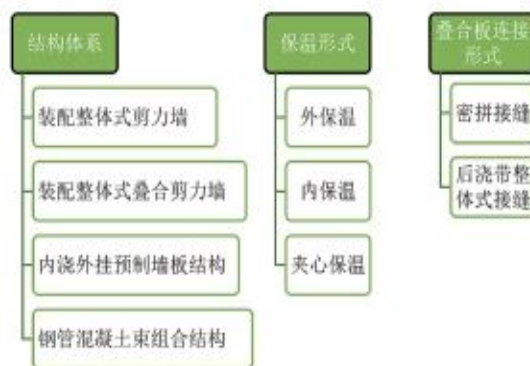 结构体系
装配整体式剪力墙
装配整体式叠合剪力墙
内浇外挂预制墙板结构
钢管混凝土束组合结构
保温形式
外保温
内保温
夹心保温
叠合板连接
形式
密拼接缝
后浇带整
体式接缝